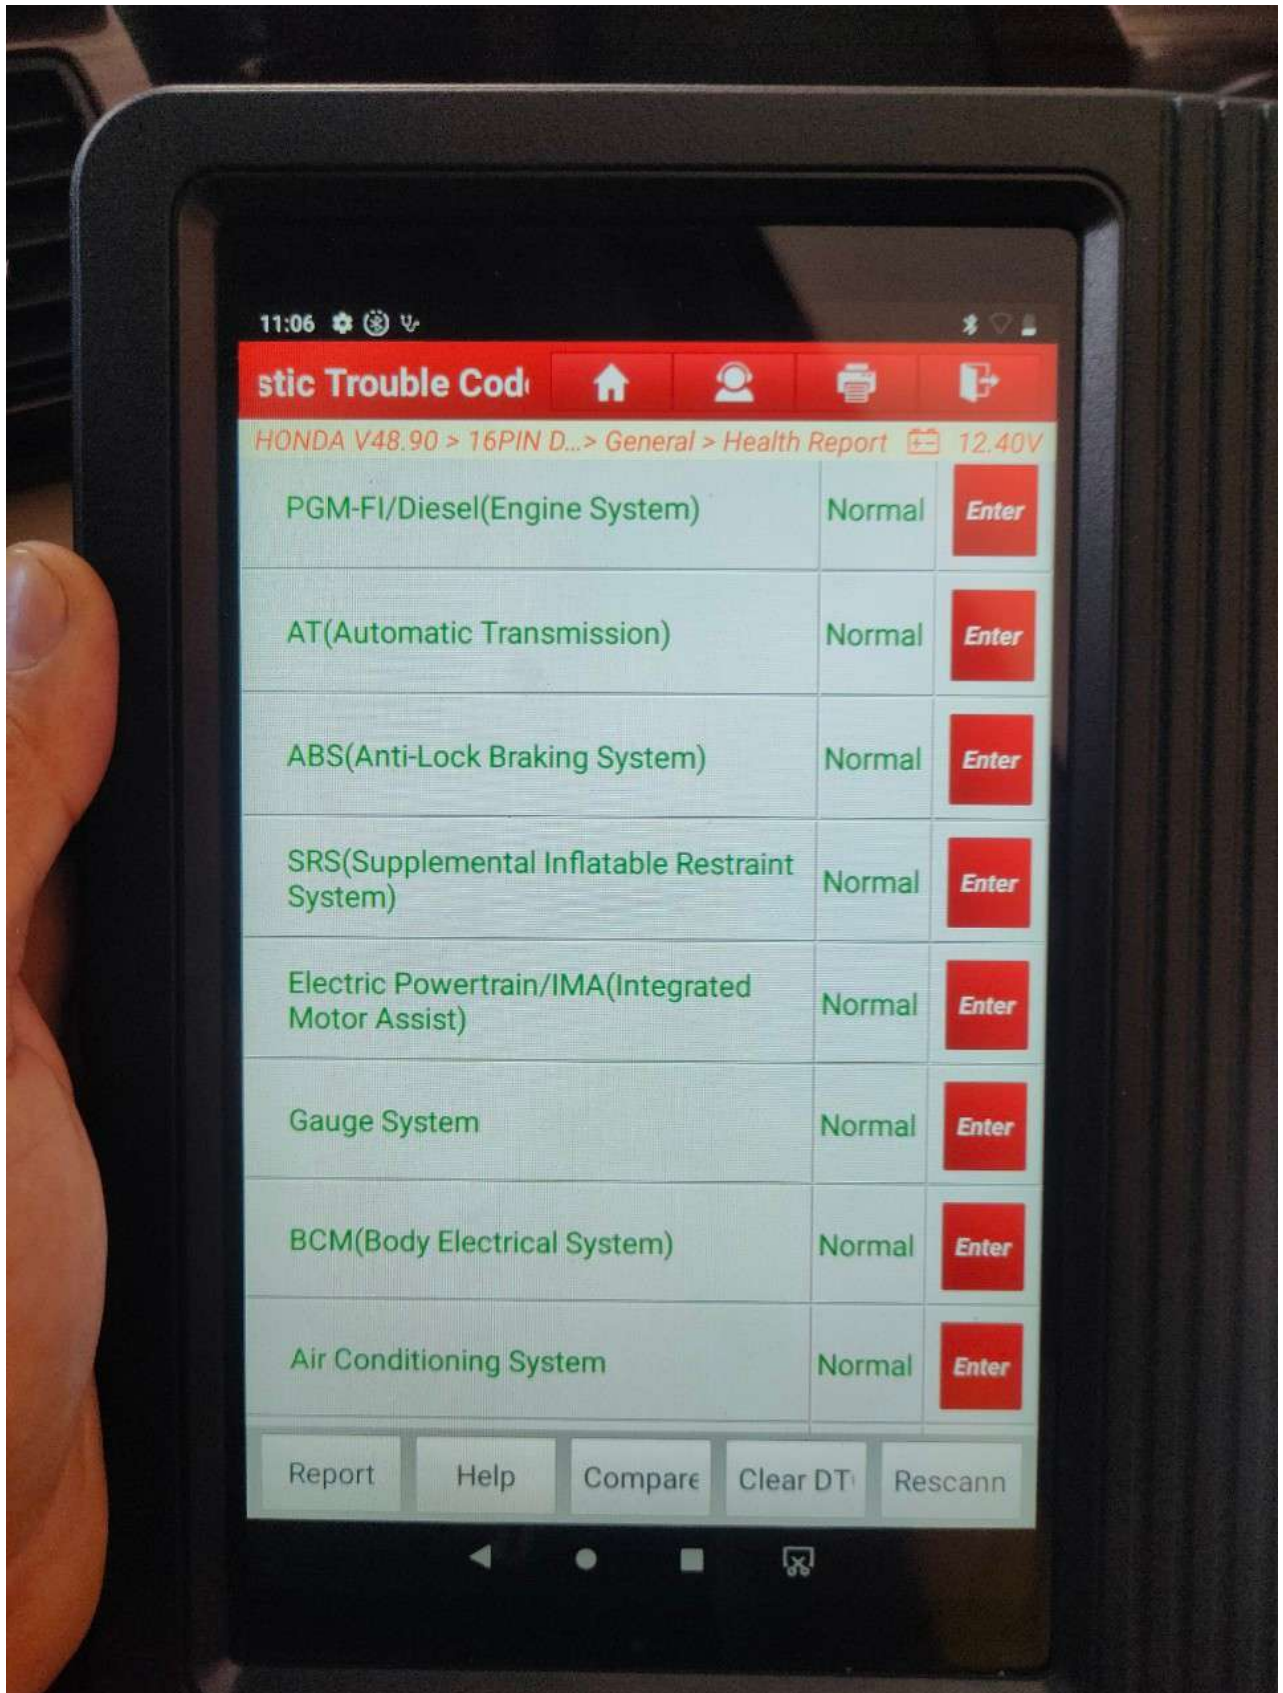 11:06
stic Trouble Cod
HONDA V48.90 > 16PIN D...> General > Health Report 12.40V
PGM-FI/Diesel(Engine System) Normal Enter
AT(Automatic Transmission) Normal Enter
ABS(Anti-Lock Braking System) Normal Enter
SRS(Supplemental Inflatable Restraint
System) Normal Enter
Electric Powertrain/IMA(Integrated
Motor Assist) Normal Enter
Gauge System Normal Enter
BCM(Body Electrical System) Normal Enter
Air Conditioning System Normal Enter
Report Help Compare Clear DT Rescann